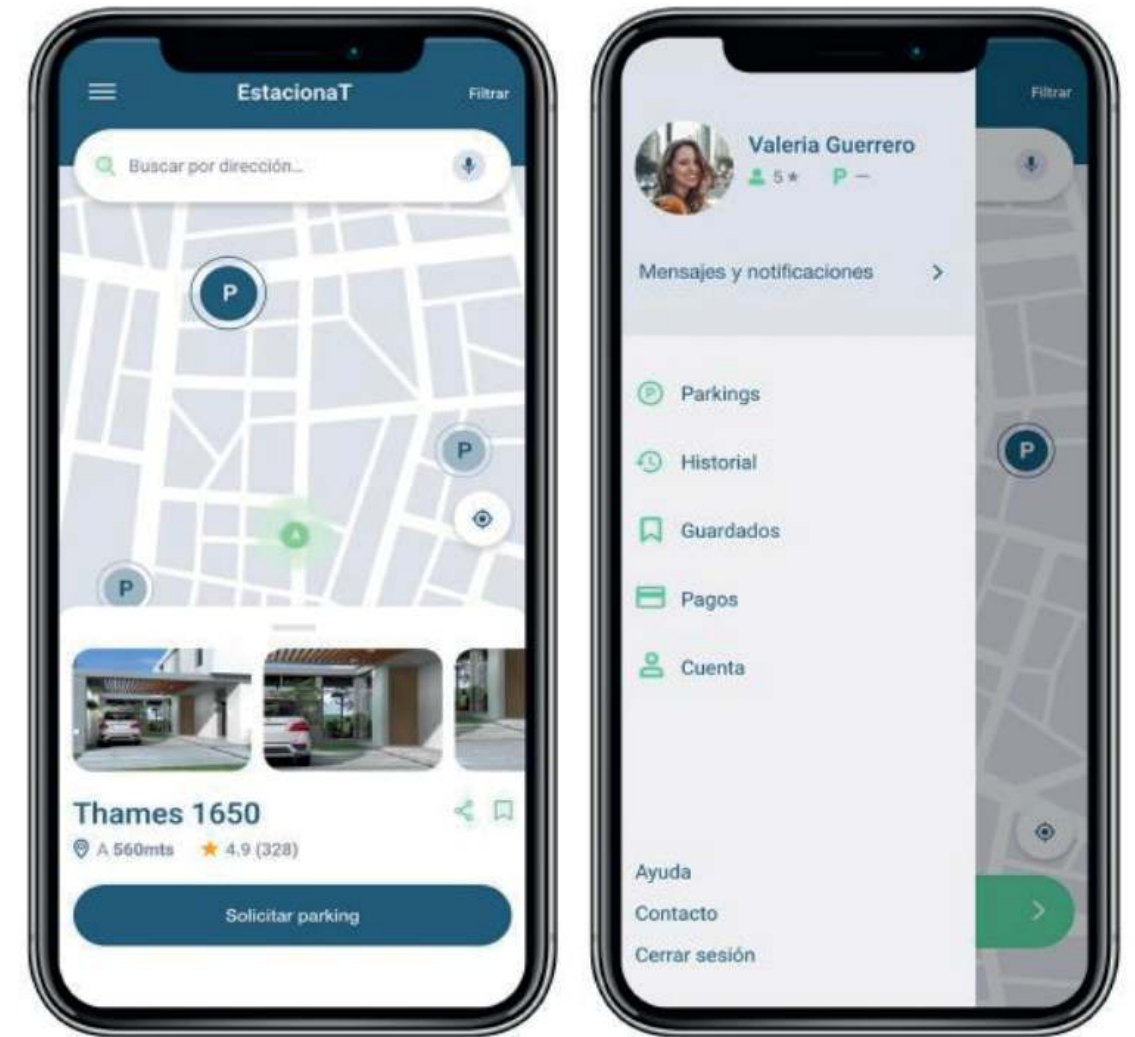 EstacionaT
Filtrar
Buscar por dirección...
P
P
A
P
Thames 1650
A 560mts 4.9 (328)
Solicitar parking
Filtrar
Valeria Guerrero
5 ★ P —
Mensajes y notificaciones >
P Parkings
Historial
P
Guardados
Pagos
Cuenta
Ayuda
Contacto
Cerrar sesión